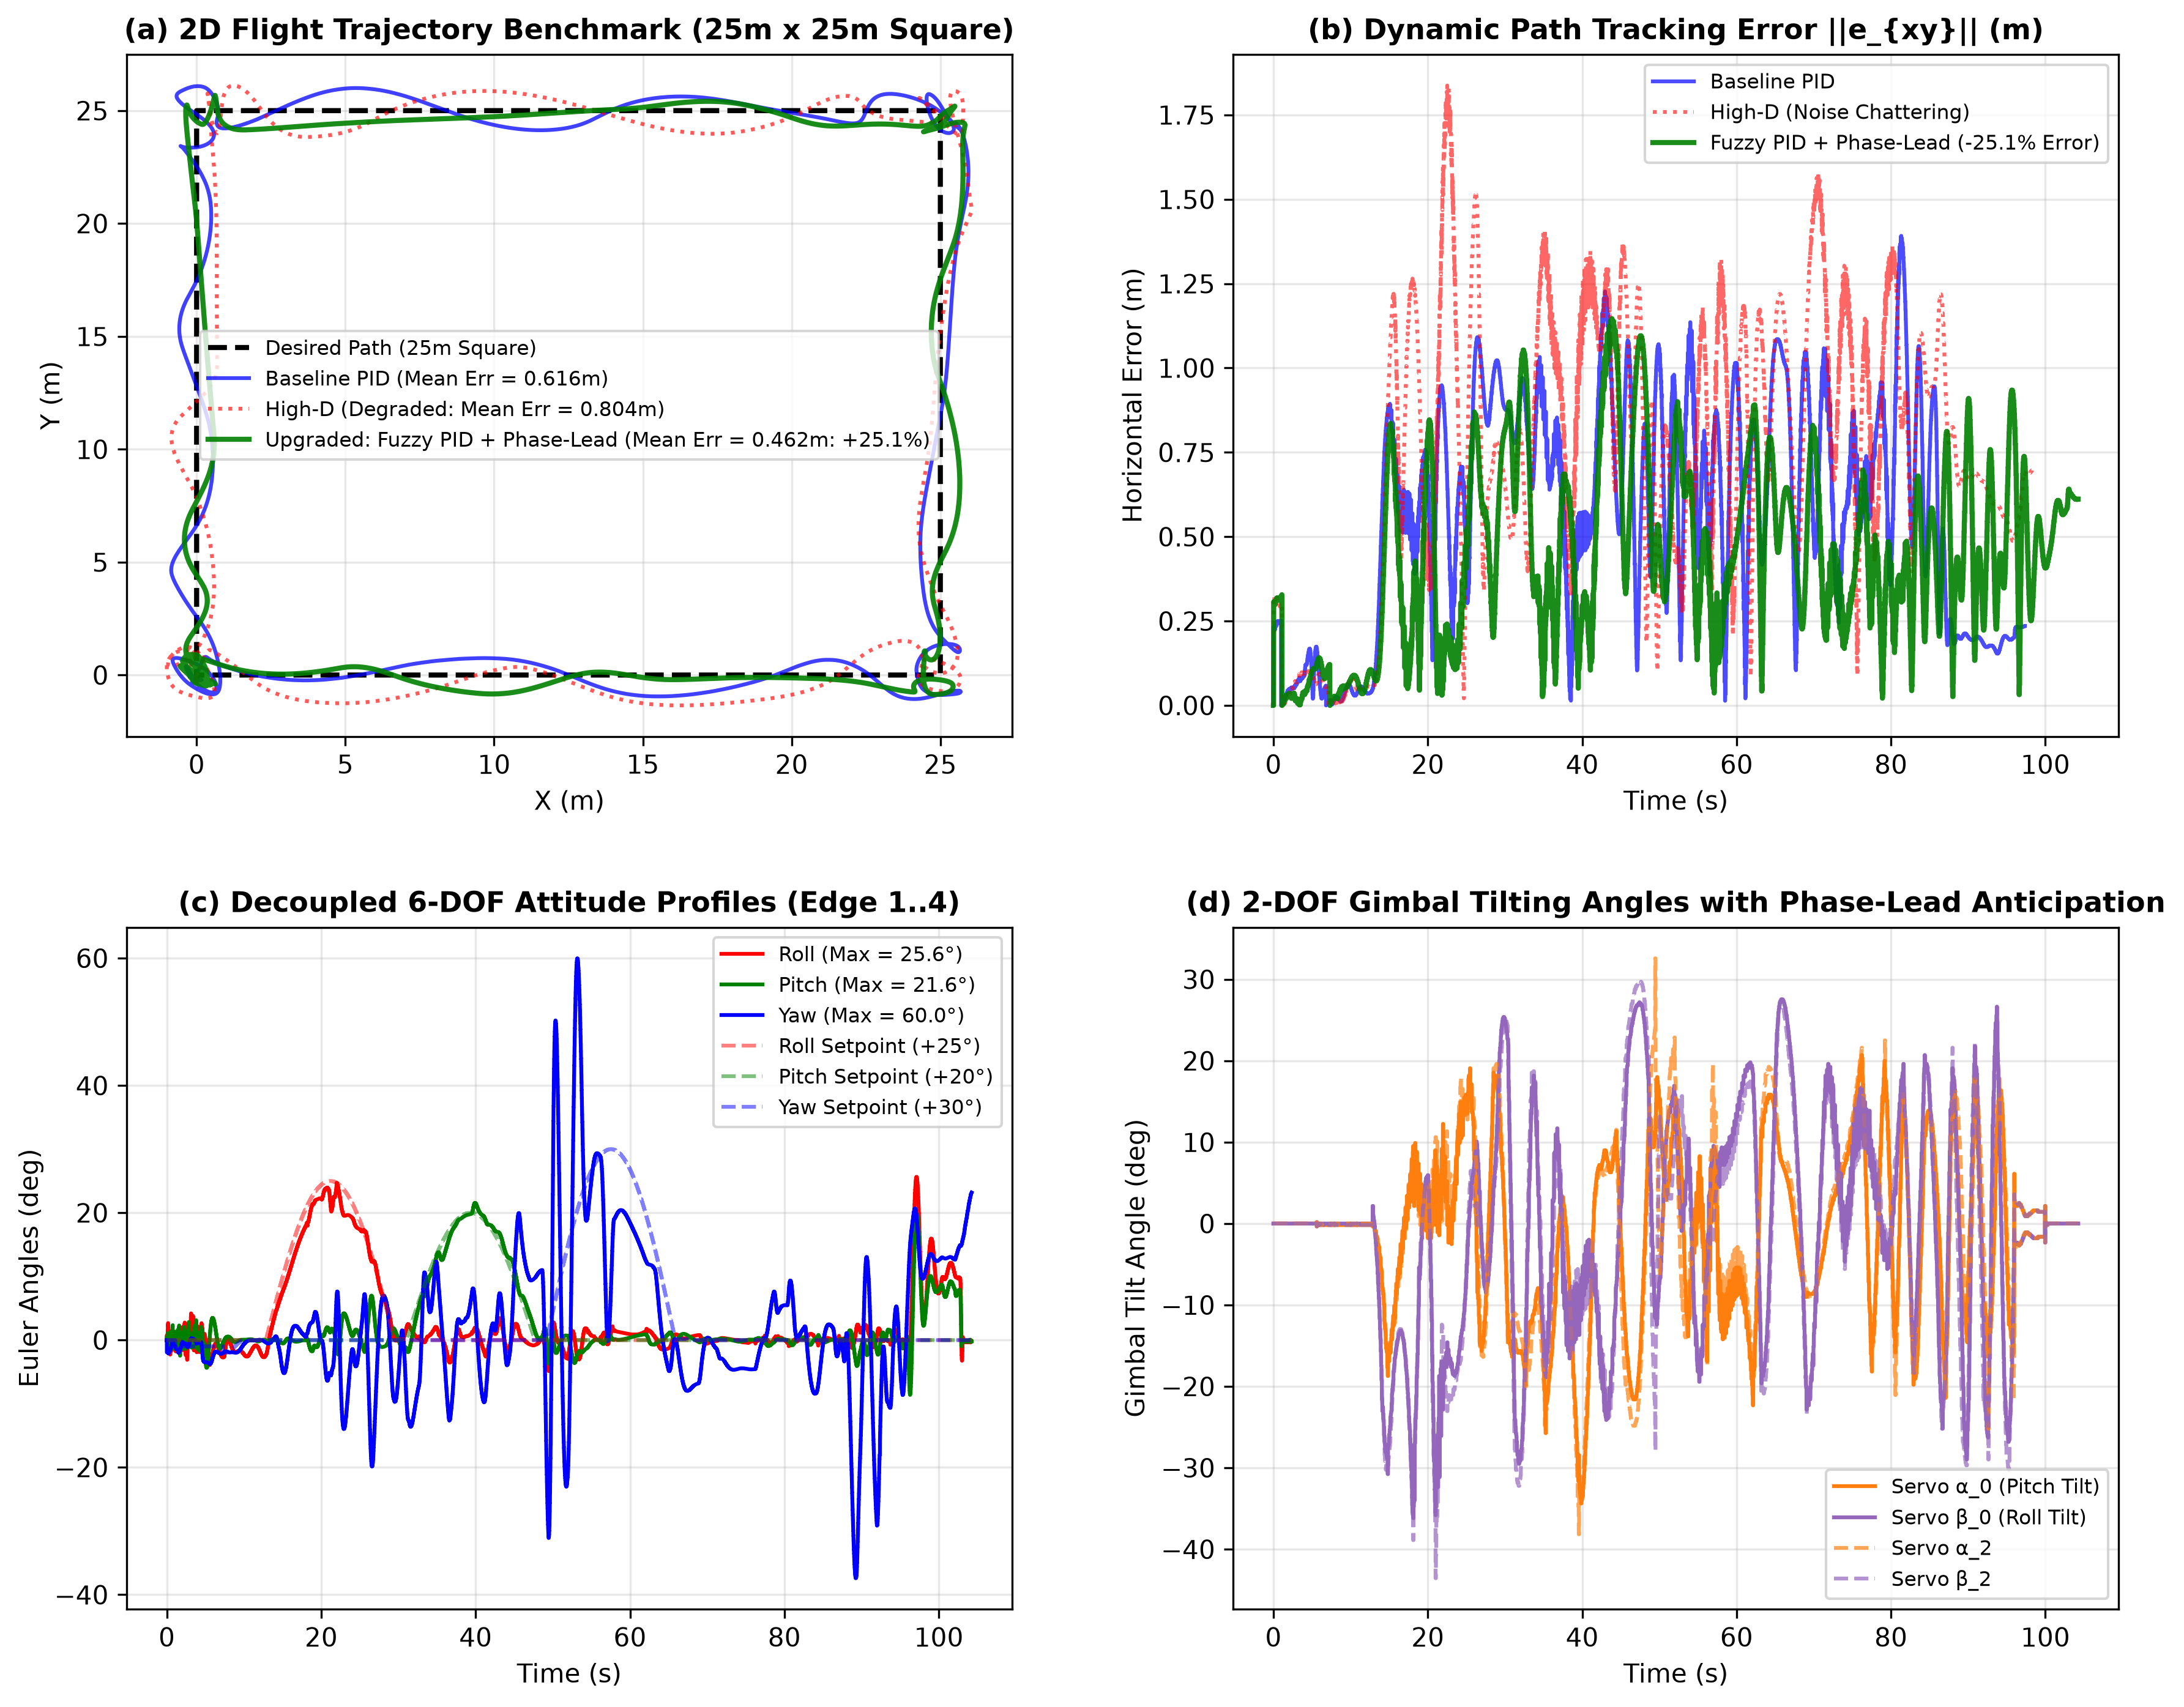 (a) 2D Flight Trajectory Benchmark (25m x 25m Square)
25
20
15
10
5
0
Y (m)
Desired Path (25m Square)
Baseline PID (Mean Err = 0.616m)
High-D (Degraded: Mean Err = 0.804m)
Upgraded: Fuzzy PID + Phase-Lead (Mean Err = 0.462m: +25.1%)
0 5 10 15 20 25
X (m)
(b) Dynamic Path Tracking Error ||e_{xy}|| (m)
1.75
1.50
1.25
1.00
0.75
0.50
0.25
0.00
Horizontal Error (m)
Baseline PID
High-D (Noise Chattering)
Fuzzy PID + Phase-Lead (-25.1% Error)
0 20 40 60 80 100
Time (s)
(c) Decoupled 6-DOF Attitude Profiles (Edge 1..4)
60
40
20
0
−20
−40
Euler Angles (deg)
Roll (Max = 25.6°)
Pitch (Max = 21.6°)
Yaw (Max = 60.0°)
Roll Setpoint (+25°)
Pitch Setpoint (+20°)
Yaw Setpoint (+30°)
0 20 40 60 80 100
Time (s)
(d) 2-DOF Gimbal Tilting Angles with Phase-Lead Anticipation
30
20
10
0
−10
−20
−30
−40
Gimbal Tilt Angle (deg)
Servo α_0 (Pitch Tilt)
Servo β_0 (Roll Tilt)
Servo α_2
Servo β_2
0 20 40 60 80 100
Time (s)